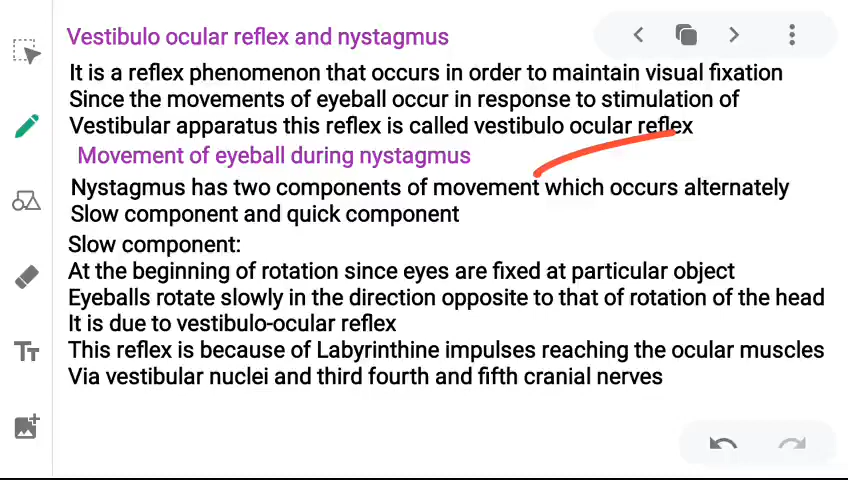 Vestibulo ocular reflex and nystagmus
It is a reflex phenomenon that occurs in order to maintain visual fixation
Since the movements of eyeball occur in response to stimulation of
Vestibular apparatus this reflex is called vestibulo ocular reflex
Movement of eyeball during nystagmus
Nystagmus has two components of movement which occurs alternately
Slow component and quick component
Slow component:
At the beginning of rotation since eyes are fixed at particular object
Eyeballs rotate slowly in the direction opposite to that of rotation of the head
It is due to vestibulo-ocular reflex
This reflex is because of Labyrinthine impulses reaching the ocular muscles
Via vestibular nuclei and third fourth and fifth cranial nerves
Tт